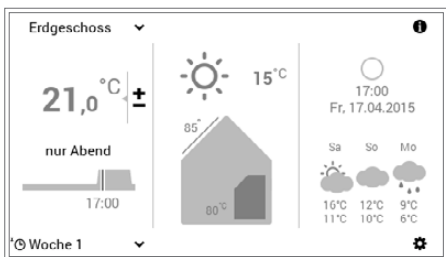 Erdgeschoss
21,0 °C ±
nur Abend
17:00
Woche 1
15°C
85°
80°C
17:00
Fr, 17.04.2015
Sa So Mo
16°C 12°C 9°C
11°C 10°C 6°C